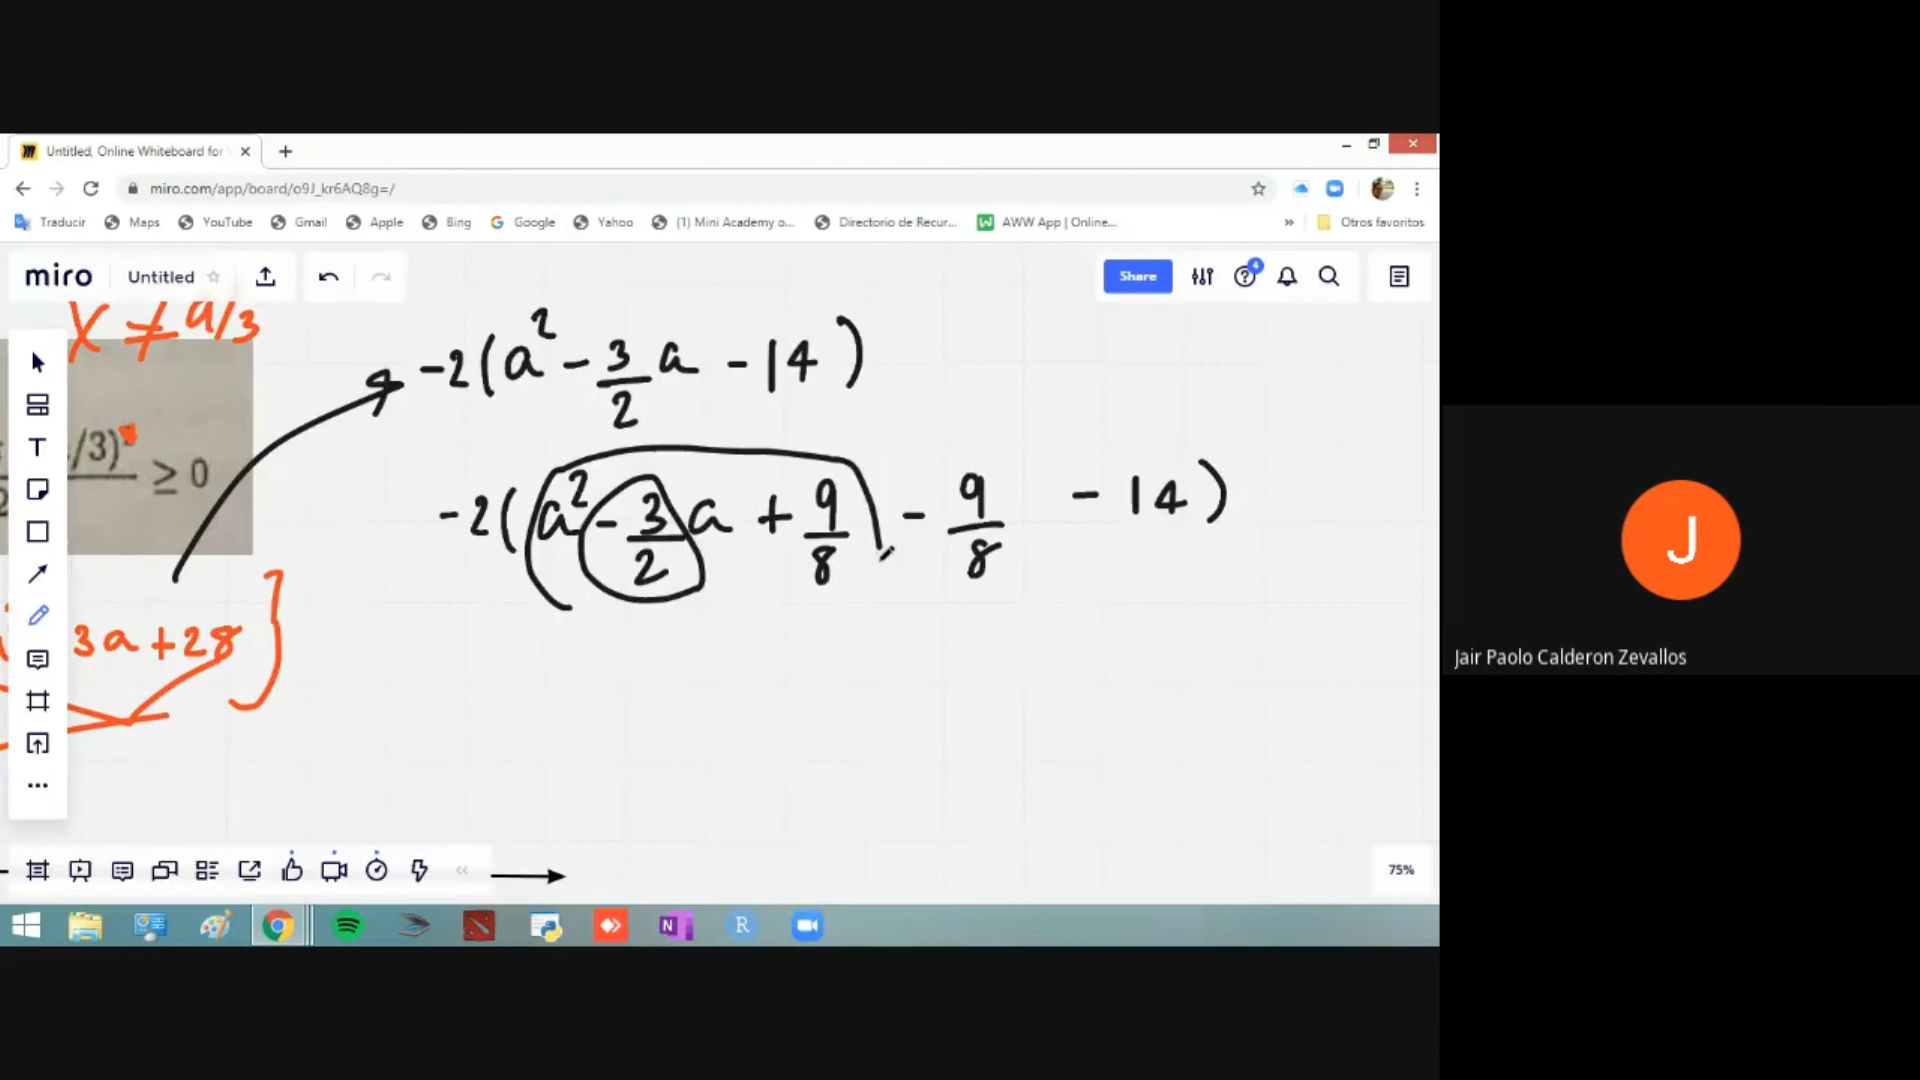 Untitled, Online Whiteboard for
miro.com/app/board/o9J_kr6AQ8g=/
Traducir Maps YouTube Gmail Apple Bing Google Yahoo (1) Mini Academy o... Directorio de Recur... AWW App | Online... » Otros favoritos
miro Untitled Share 4
x ≠ a/3
-2(a² - 3/2 a - 14)
/3) ≥ 0
-2((a² - 3/2 a + 9/8) - 9/8 - 14)
3a + 28 }
75%
J
Jair Paolo Calderon Zevallos